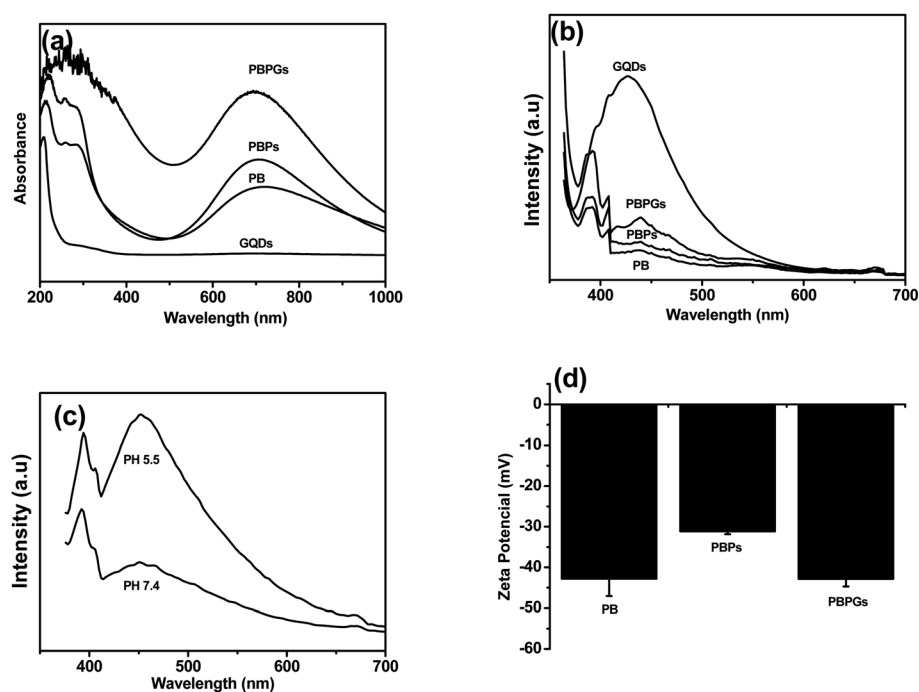 (a)
PBPGs
PBPs
PB
GQDs
Absorbance
200 400 600 800 1000
Wavelength (nm)
(b)
GQDs
PBPGs
PBPs
PB
Intensity (a.u)
400 500 600 700
Wavelength (nm)
(c)
PH 5.5
PH 7.4
Intensity (a.u)
400 500 600 700
Wavelength (nm)
(d)
0
-10
-20
-30
-40
-50
-60
Zeta Potencial (mV)
PB
PBPs
PBPGs